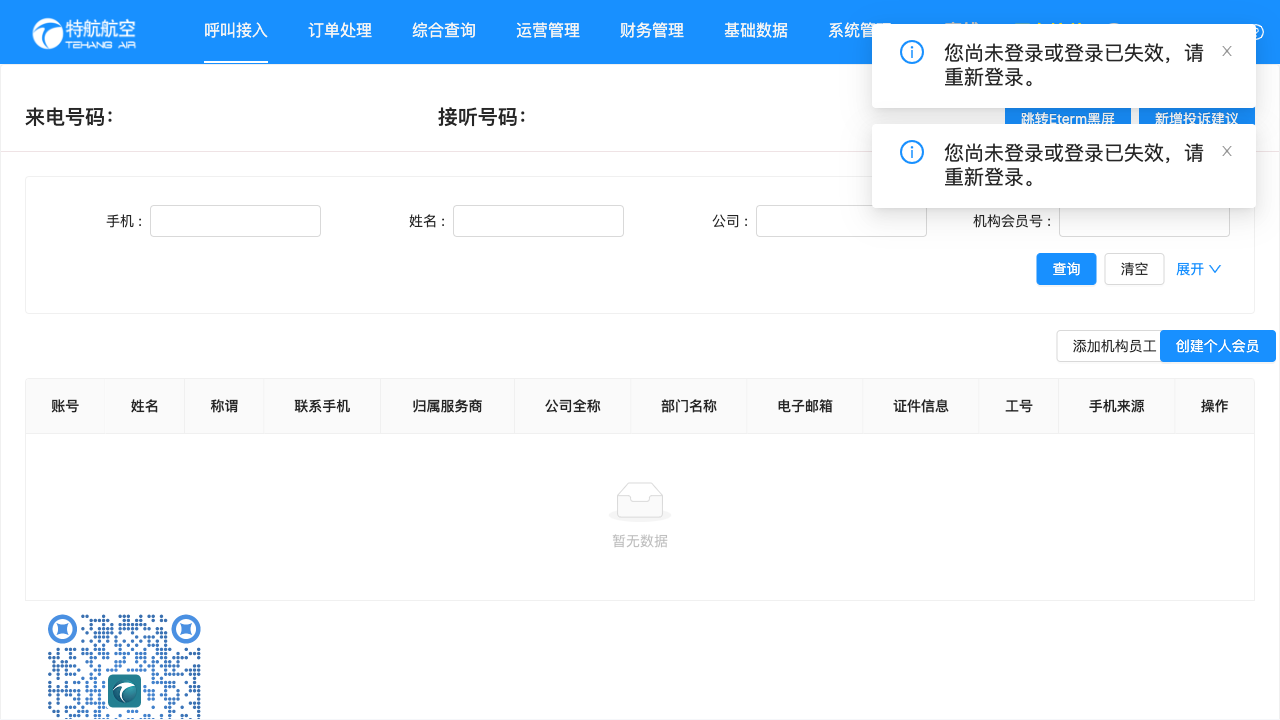 特航航空
TEHANG AIR
呼叫接入 订单处理 综合查询 运营管理 财务管理 基础数据 系统管理
您尚未登录或登录已失效，请
重新登录。
来电号码： 接听号码： 跳转Eterm黑屏 新增投诉建议
您尚未登录或登录已失效，请
重新登录。
手机： 姓名： 公司： 机构会员号：
查询 清空 展开
添加机构员工 创建个人会员
账号 姓名 称谓 联系手机 归属服务商 公司全称 部门名称 电子邮箱 证件信息 工号 手机来源 操作
暂无数据